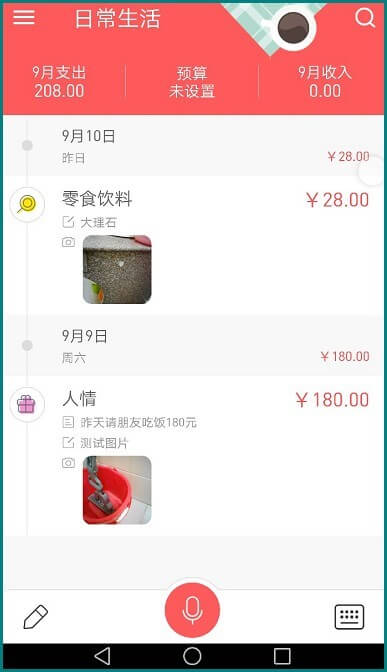 日常生活
9月支出
208.00
预算
未设置
9月收入
0.00
9月10日
昨日
￥28.00
零食饮料
￥28.00
大理石
9月9日
周六
￥180.00
人情
￥180.00
昨天请朋友吃饭180元
测试图片